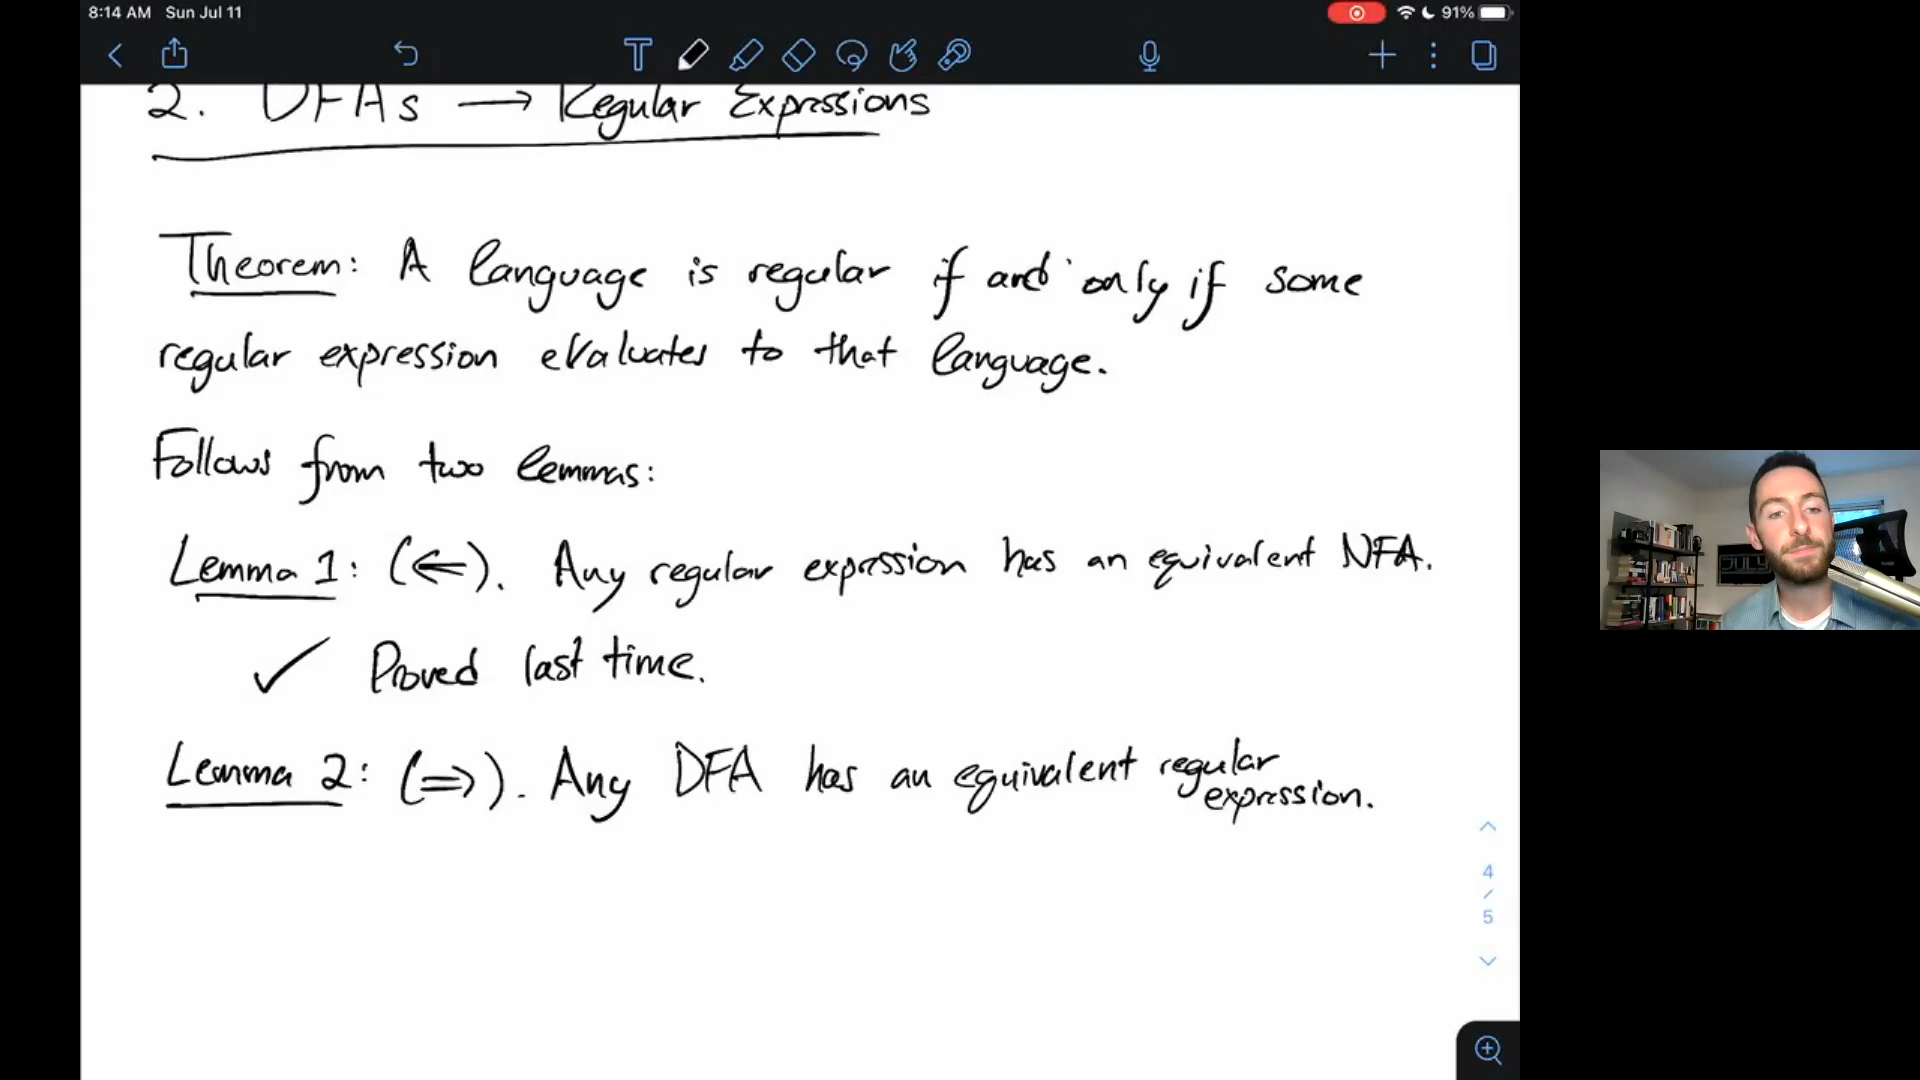 8:14 AM Sun Jul 11
91%
2. DFAs → Regular Expressions
Theorem: A language is regular if and only if some
regular expression evaluates to that language.
Follows from two lemmas:
Lemma 1: (⇐). Any regular expression has an equivalent NFA.
✓ Proved last time.
Lemma 2: (⇒). Any DFA has an equivalent regular
expression.
4
/
5
JULY